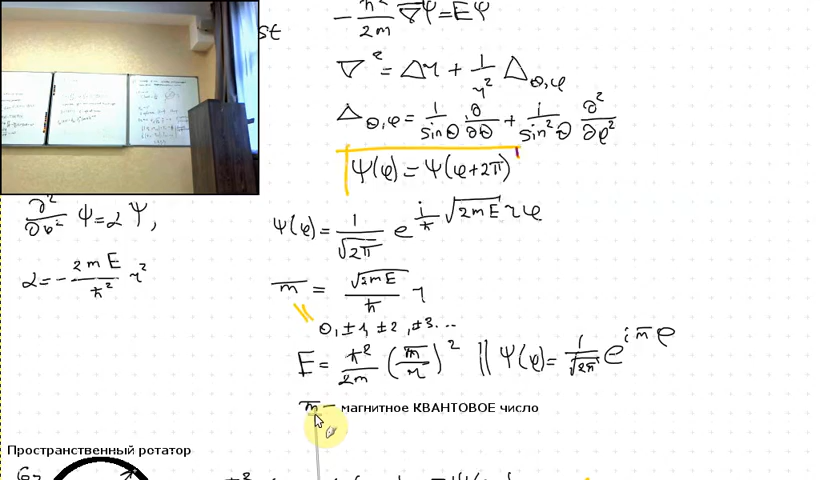 st
-ħ²/2m ∇ψ=Eψ
∇² = Δr + 1/r² Δθ,φ
Δθ,φ = 1/sinθ ∂/∂θ + 1/sin²θ ∂²/∂φ²
ψ(φ) = ψ(φ+2π)
∂²/∂φ² ψ=αψ,
α=-2mE/ħ² r²
ψ(φ)= 1/√2π e^(i/ħ √2mE rφ)
m̄ = √2mE/ħ r
0, ±1, ±2, ±3...
E= ħ²/2m (m̄/r)² || ψ(φ)= 1/√2π e^(i m̄ φ)
m̄ — магнитное КВАНТОВОЕ число
Пространственный ротатор